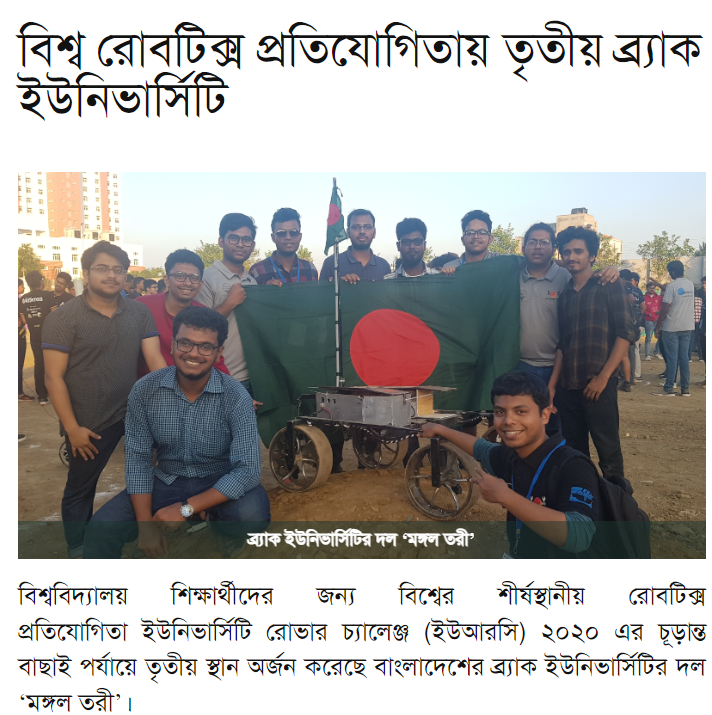 বিশ্ব রোবটিক্স প্রতিযোগিতায় তৃতীয় ব্র্যাক
ইউনিভার্সিটি
ব্র্যাক ইউনিভার্সিটির দল ‘মঙ্গল তরী’
বিশ্ববিদ্যালয় শিক্ষার্থীদের জন্য বিশ্বের শীর্ষস্থানীয় রোবটিক্স
প্রতিযোগিতা ইউনিভার্সিটি রোভার চ্যালেঞ্জ (ইউআরসি) ২০২০ এর চূড়ান্ত
বাছাই পর্যায়ে তৃতীয় স্থান অর্জন করেছে বাংলাদেশের ব্র্যাক ইউনিভার্সিটির দল
‘মঙ্গল তরী’।